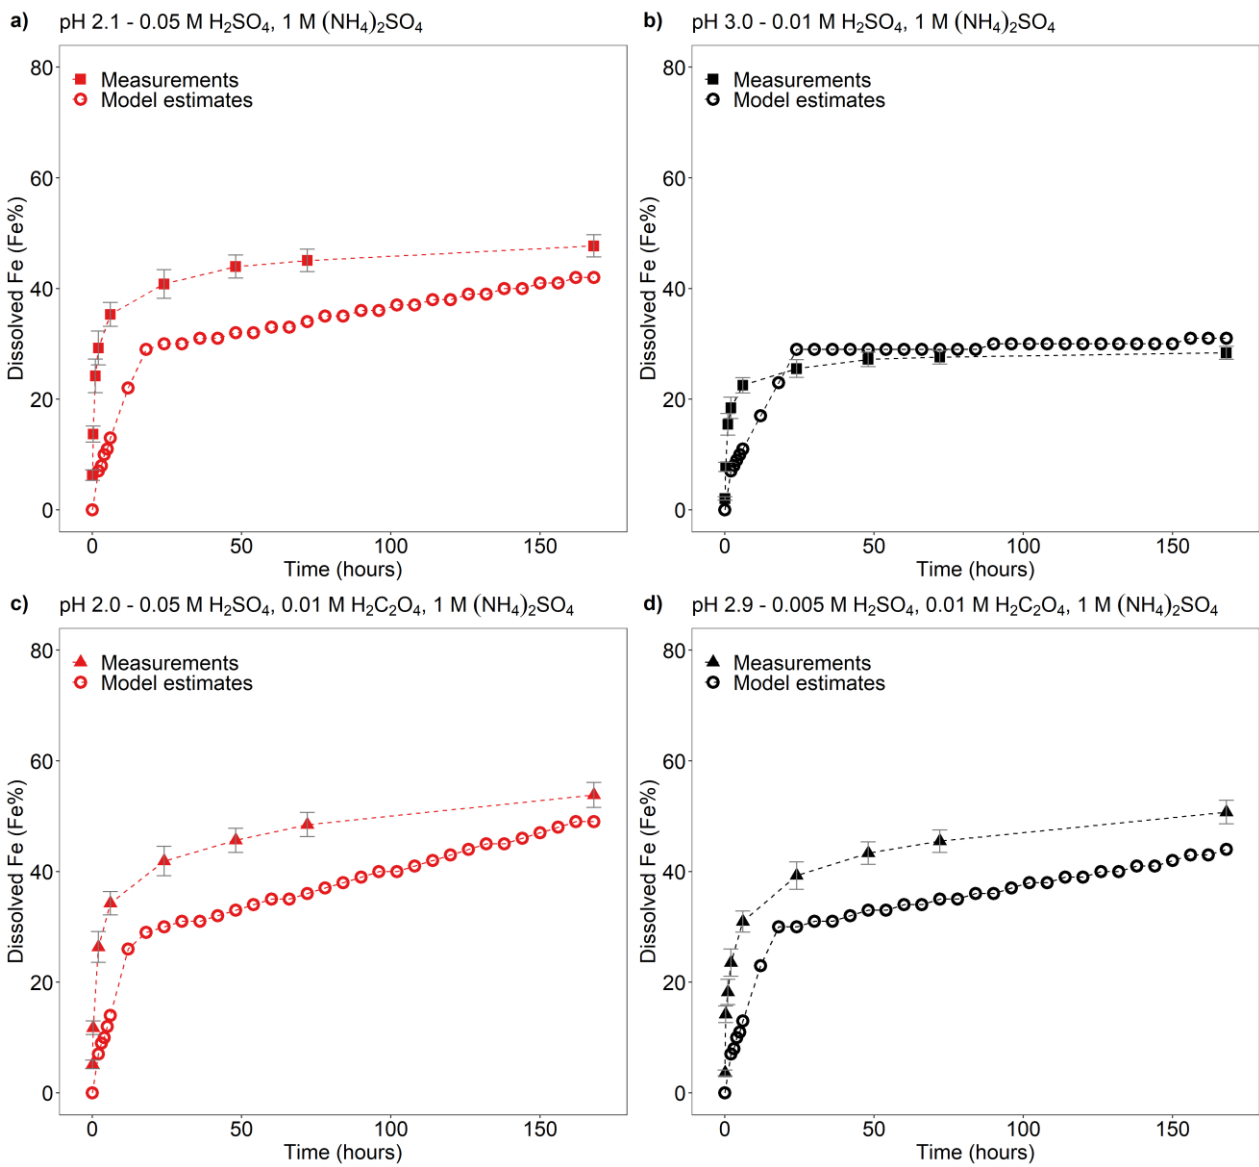 a) pH 2.1 - 0.05 M H₂SO₄, 1 M (NH₄)₂SO₄
80
60
40
20
0
Dissolved Fe (Fe%)
Measurements
Model estimates
0 50 100 150
Time (hours)
b) pH 3.0 - 0.01 M H₂SO₄, 1 M (NH₄)₂SO₄
80
60
40
20
0
Dissolved Fe (Fe%)
Measurements
Model estimates
0 50 100 150
Time (hours)
c) pH 2.0 - 0.05 M H₂SO₄, 0.01 M H₂C₂O₄, 1 M (NH₄)₂SO₄
80
60
40
20
0
Dissolved Fe (Fe%)
Measurements
Model estimates
0 50 100 150
Time (hours)
d) pH 2.9 - 0.005 M H₂SO₄, 0.01 M H₂C₂O₄, 1 M (NH₄)₂SO₄
80
60
40
20
0
Dissolved Fe (Fe%)
Measurements
Model estimates
0 50 100 150
Time (hours)